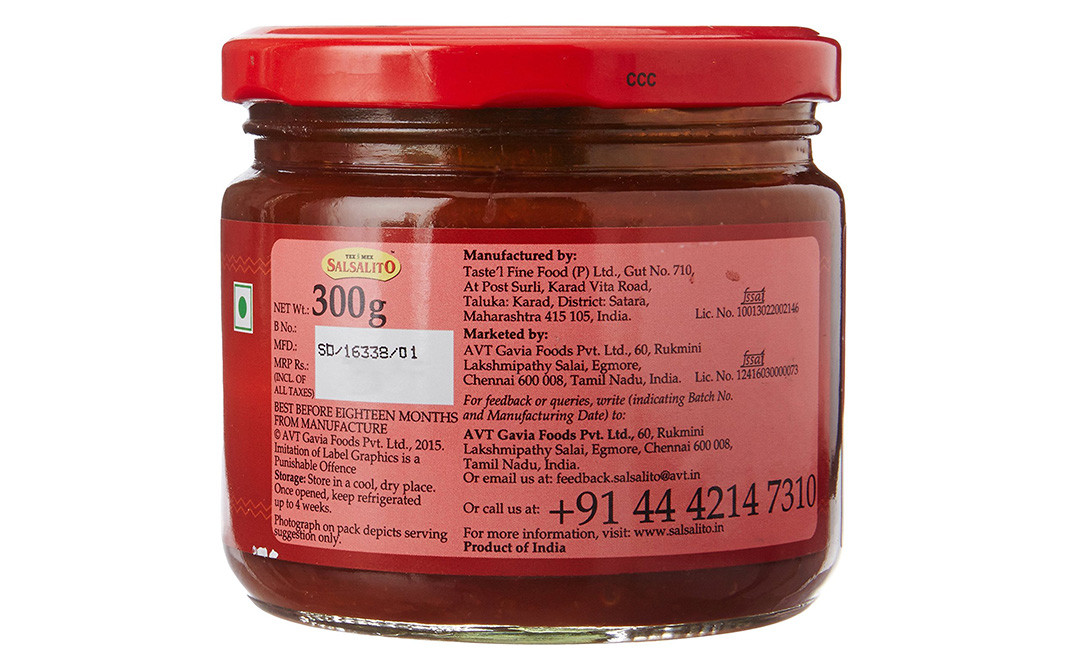 CCC
TEX MEX
SALSALITO
NET Wt.: 300g
B No.:
MFD.:
SD/16338/01
MRP Rs.:
(INCL. OF
ALL TAXES)
BEST BEFORE EIGHTEEN MONTHS
FROM MANUFACTURE
© AVT Gavia Foods Pvt. Ltd., 2015.
Imitation of Label Graphics is a
Punishable Offence
Storage: Store in a cool, dry place.
Once opened, keep refrigerated
up to 4 weeks.
Photograph on pack depicts serving
suggestion only.
Manufactured by:
Taste'l Fine Food (P) Ltd., Gut No. 710,
At Post Surli, Karad Vita Road,
Taluka: Karad, District: Satara,
Maharashtra 415 105, India.
fssai
Lic. No. 10013022002146
Marketed by:
AVT Gavia Foods Pvt. Ltd., 60, Rukmini
Lakshmipathy Salai, Egmore,
Chennai 600 008, Tamil Nadu, India.
fssai
Lic. No. 12416030000073
For feedback or queries, write (indicating Batch No.
and Manufacturing Date) to:
AVT Gavia Foods Pvt. Ltd., 60, Rukmini
Lakshmipathy Salai, Egmore, Chennai 600 008,
Tamil Nadu, India.
Or email us at: feedback.salsalito@avt.in
Or call us at: +91 44 4214 7310
For more information, visit: www.salsalito.in
Product of India